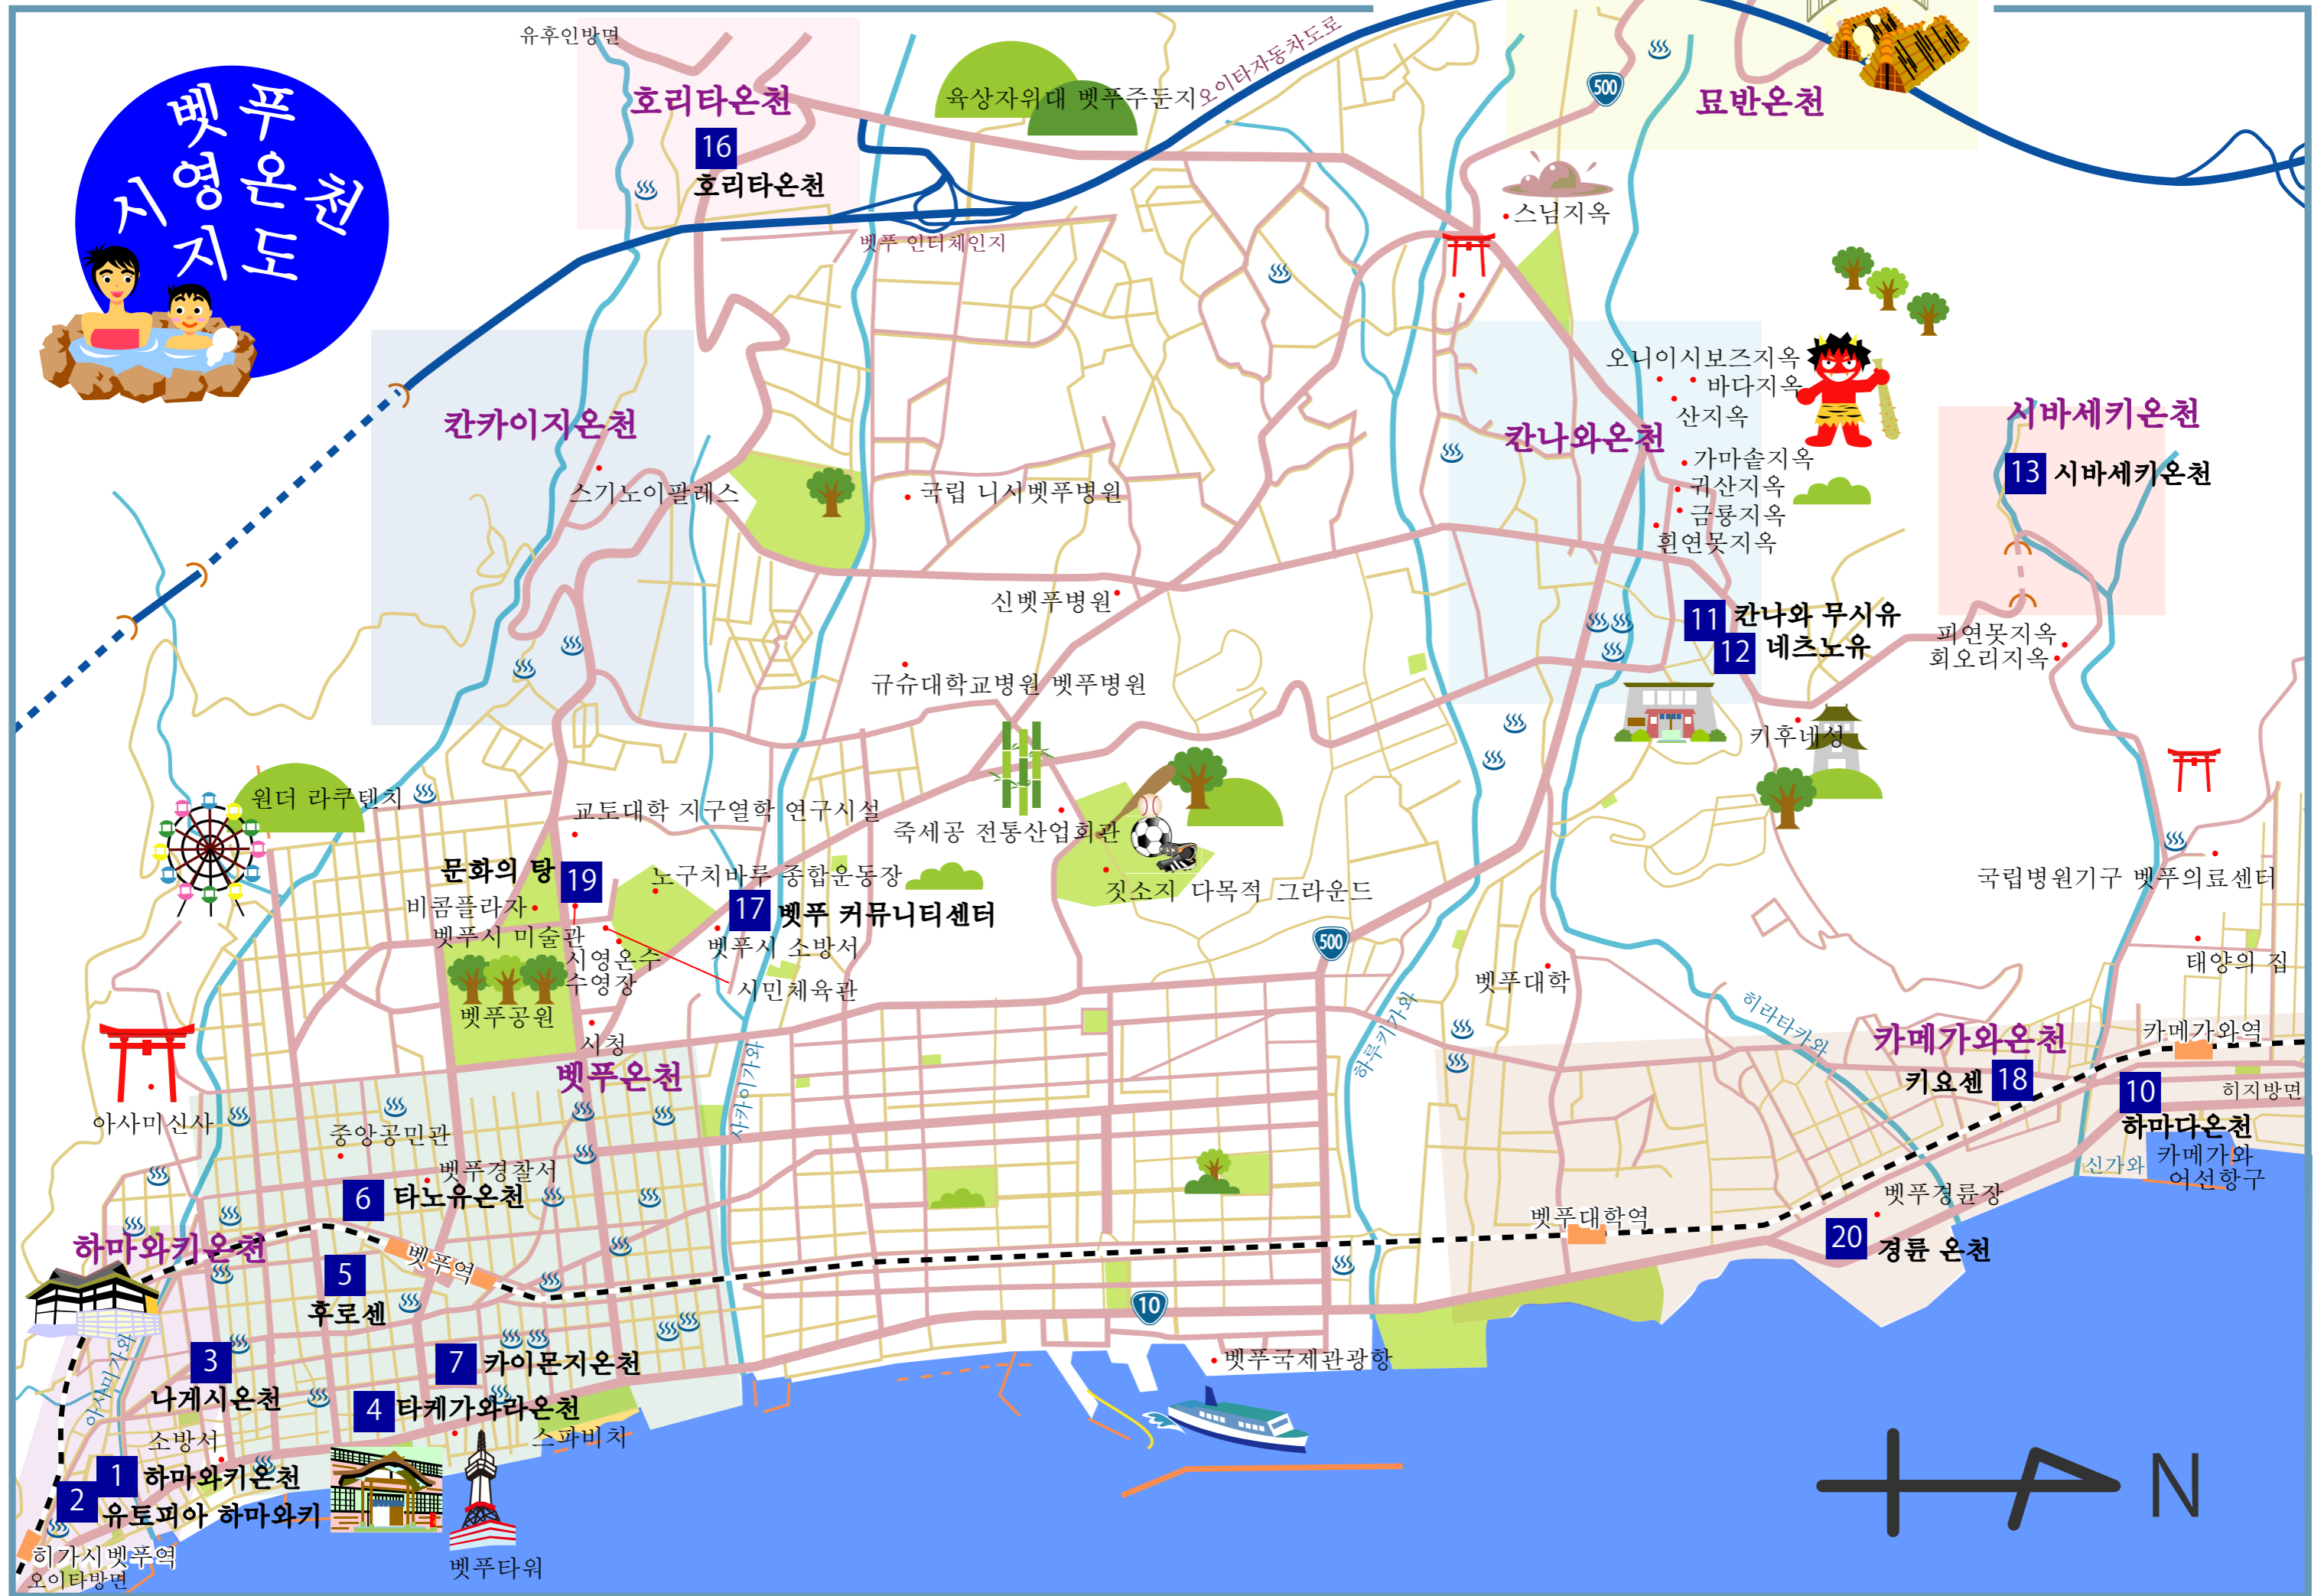 벳푸
시영온천
지도
유후인방면
호리타온천
16
호리타온천
육상자위대 벳푸주둔지
오이타자동차도로
벳푸 인터체인지
500
묘반온천
스님지옥
칸카이지온천
스기노이팔레스
국립 니시벳푸병원
신벳푸병원
규슈대학교병원 벳푸병원
오니이시보즈지옥
바다지옥
산지옥
칸나와온천
가마솥지옥
귀산지옥
금룡지옥
흰연못지옥
시바세키온천
13 시바세키온천
11 칸나와 무시유
12 네츠노유
피연못지옥
회오리지옥
키후네성
원더 라쿠텐치
교토대학 지구열학 연구시설
죽세공 전통산업회관
문화의 탕 19
노구치바루 종합운동장
짓소지 다목적 그라운드
비콤플라자
17 벳푸 커뮤니티센터
벳푸시 미술관
벳푸시 소방서
시영온수
수영장
시민체육관
벳푸공원
시청
500
벳푸대학
국립병원기구 벳푸의료센터
태양의 집
벳푸온천
사카이가와
하루키가와
히라타카와
카메가와온천
카메가와역
키요센 18
10
하마다온천
히지방면
신가와
카메가와
어선항구
아사미신사
중앙공민관
벳푸경찰서
6 타노유온천
벳푸대학역
벳푸경륜장
20 경륜 온천
하마와키온천
벳푸역
5
후로센
10
3
나게시온천
7 카이몬지온천
4 타케가와라온천
스파비치
벳푸국제관광항
아사미가와
소방서
1 하마와키온천
2 유토피아 하마와키
히가시벳푸역
오이타방면
벳푸타워
N